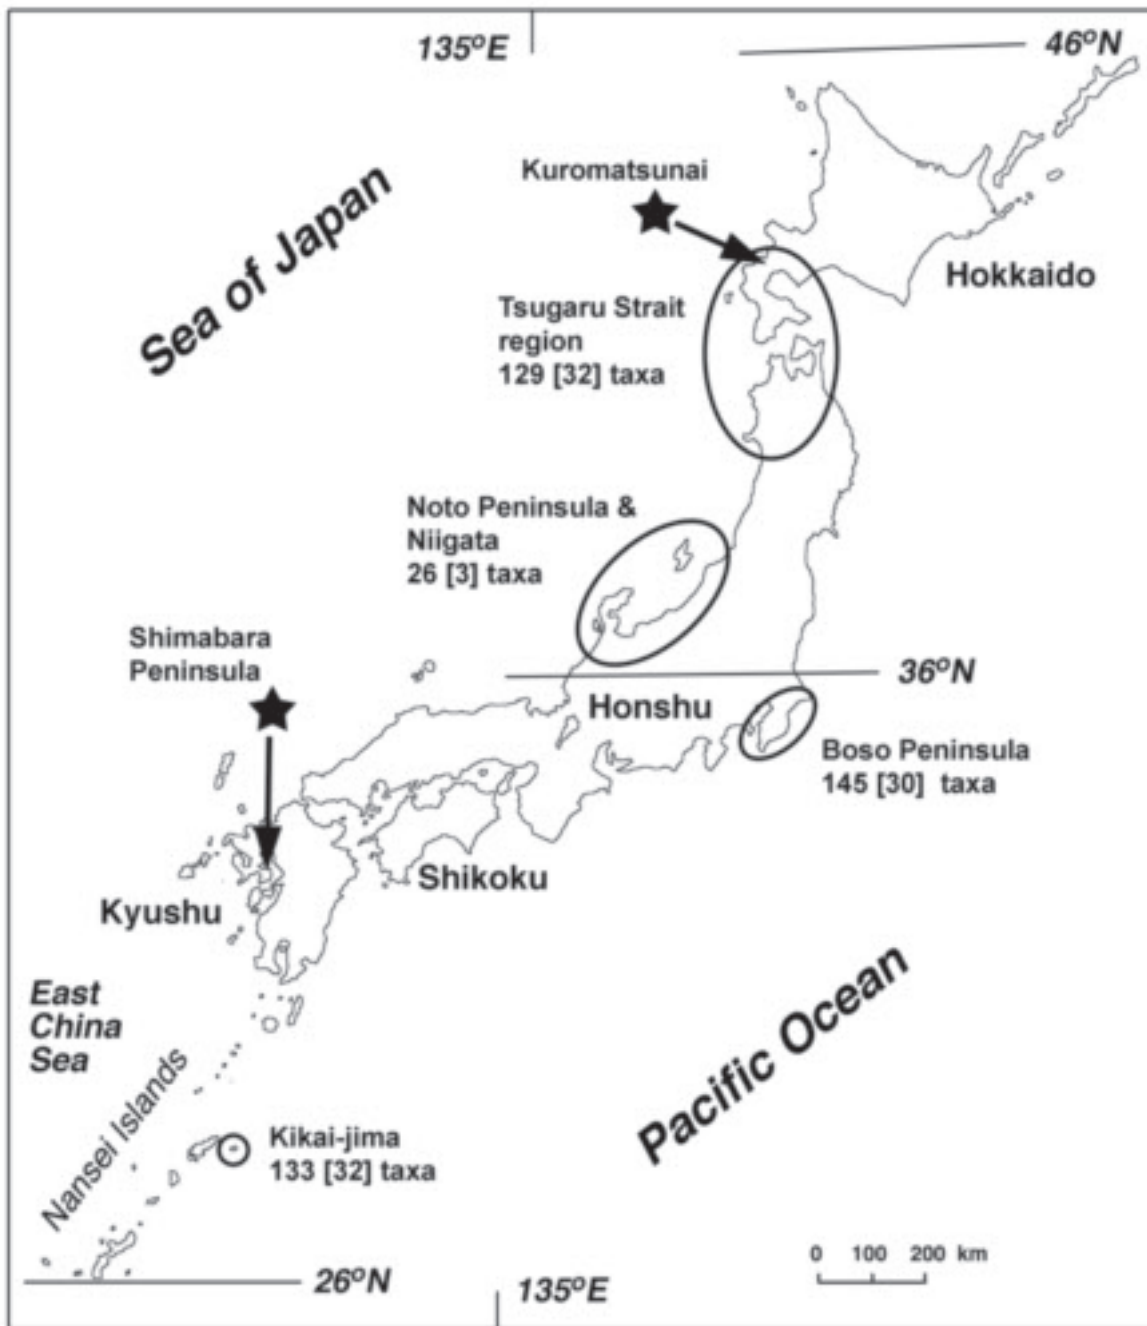 135°E
46°N
Kuromatsunai
Sea of Japan
Hokkaido
Tsugaru Strait
region
129 [32] taxa
Noto Peninsula &
Niigata
26 [3] taxa
Shimabara
Peninsula
36°N
Honshu
Boso Peninsula
145 [30] taxa
Shikoku
Kyushu
East
China
Sea
Pacific Ocean
Nansei Islands
Kikai-jima
133 [32] taxa
0 100 200 km
26°N
135°E